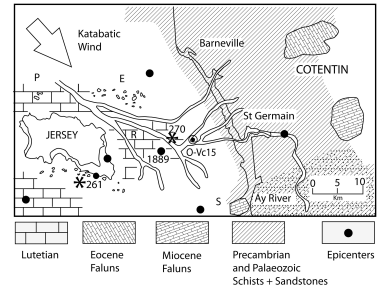 Katabatic
Wind
Barneville
COTENTIN
P
E
St Germain
JERSEY
R
270
O-Vc15
1889
261
S
Ay River
0 5 10
Km
Lutetian
Eocene
Faluns
Miocene
Faluns
Precambrian
and Palaeozoic
Schists + Sandstones
Epicenters